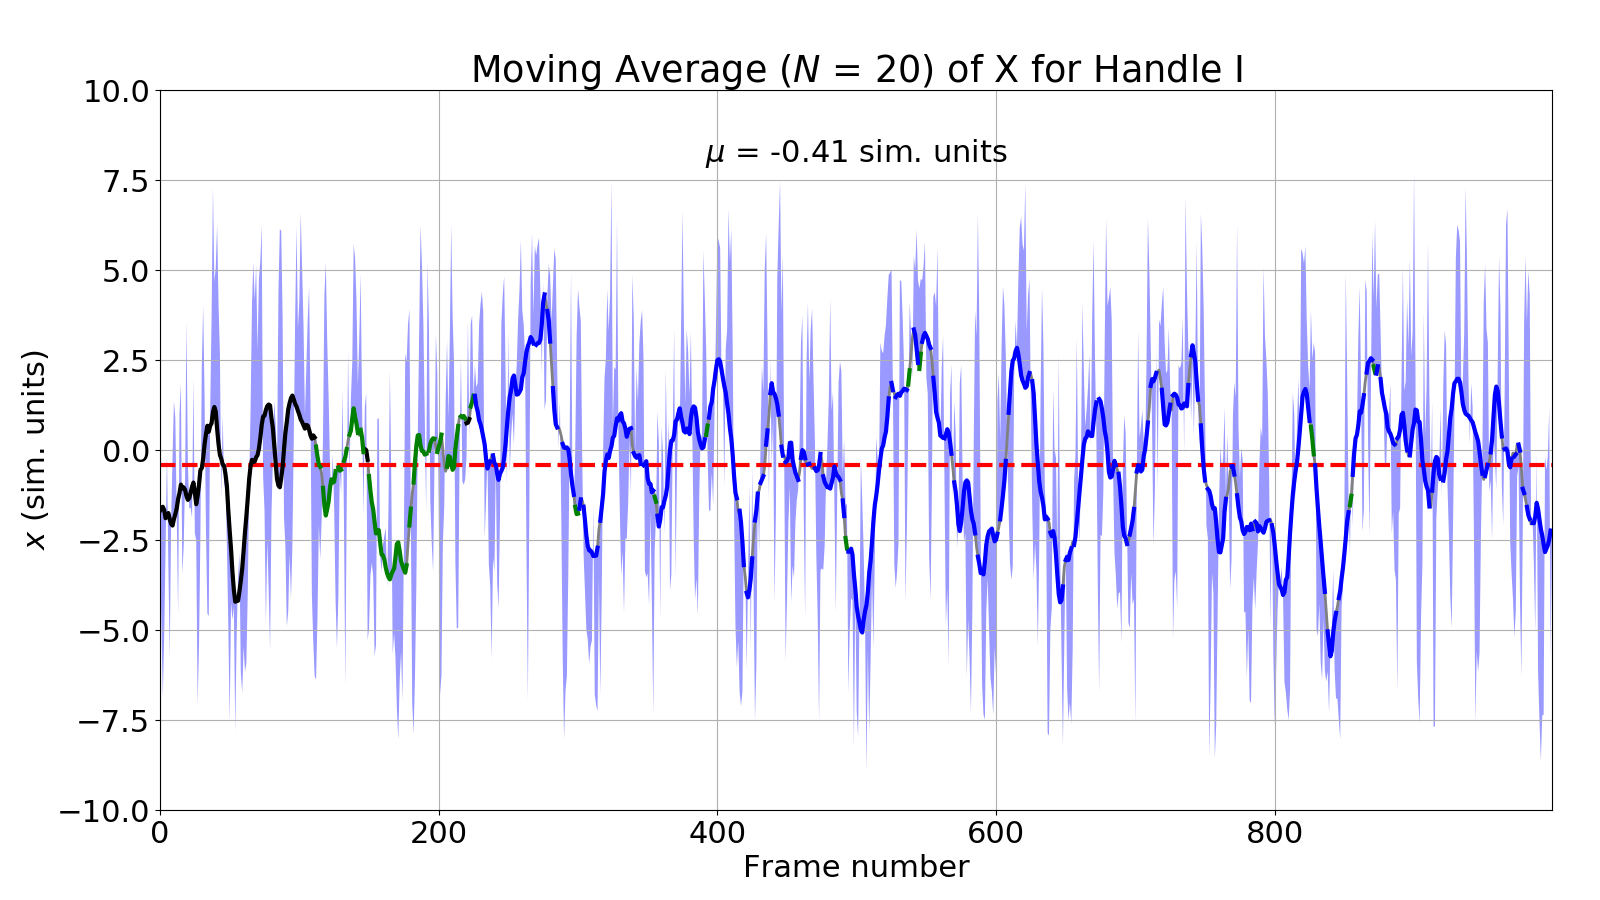 Moving Average (N = 20) of X for Handle I
μ = -0.41 sim. units
10.0
7.5
5.0
2.5
0.0
−2.5
−5.0
−7.5
−10.0
x (sim. units)
0 200 400 600 800
Frame number